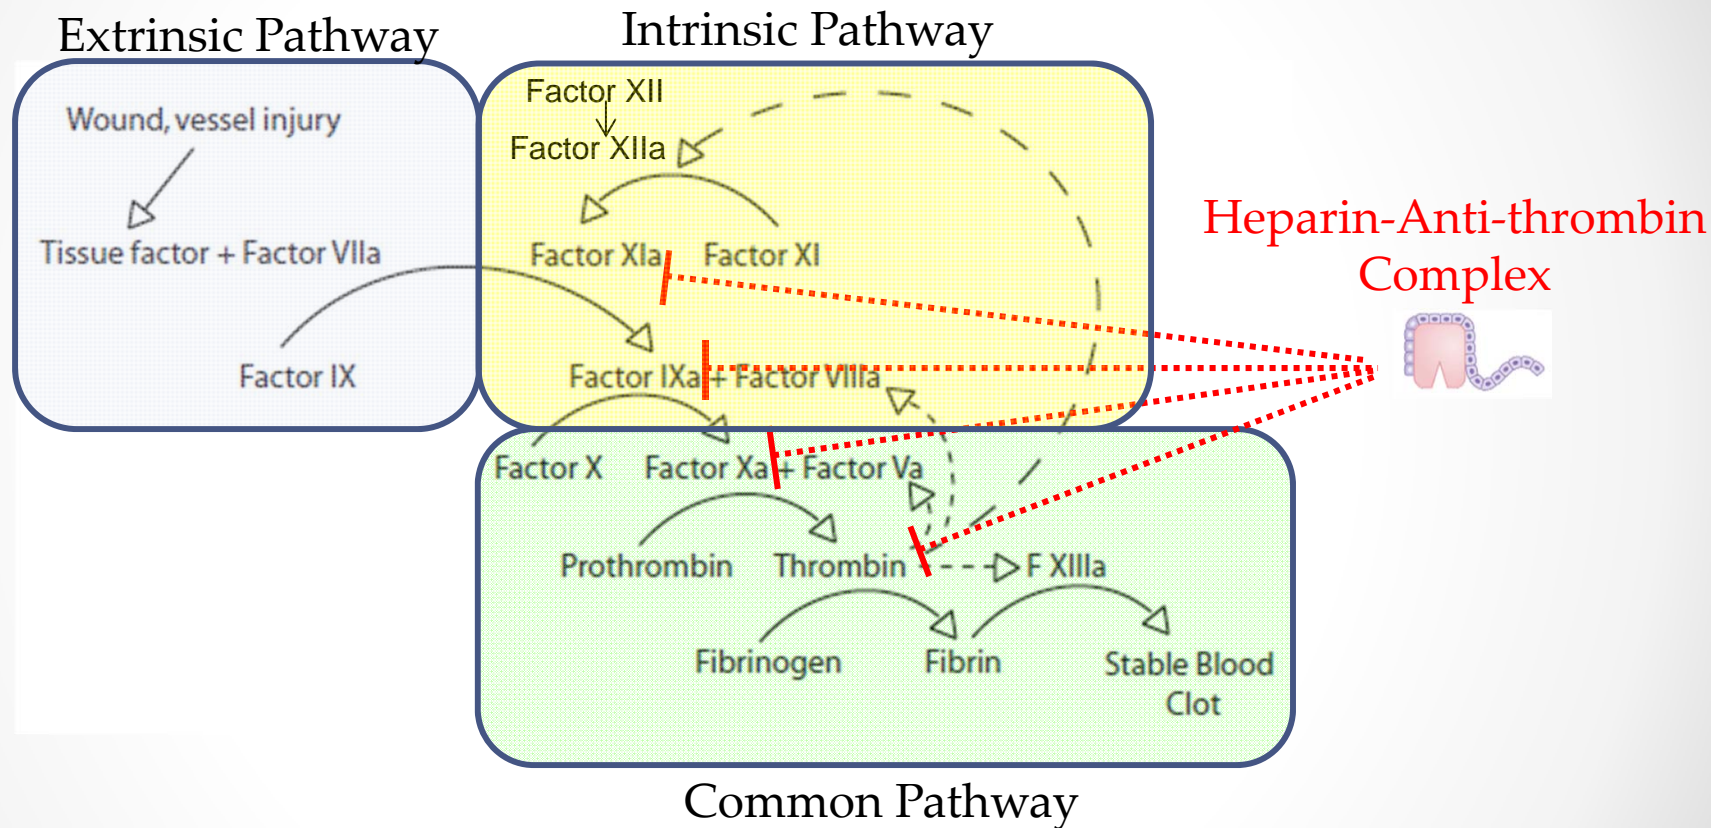 Extrinsic Pathway
Intrinsic Pathway
Wound, vessel injury
Tissue factor + Factor VIIa
Factor IX
Factor XII
Factor XIIa
Factor XIa
Factor XI
Factor IXa + Factor VIIIa
Heparin-Anti-thrombin
Complex
Factor X
Factor Xa + Factor Va
Prothrombin
Thrombin
F XIIIa
Fibrinogen
Fibrin
Stable Blood
Clot
Common Pathway